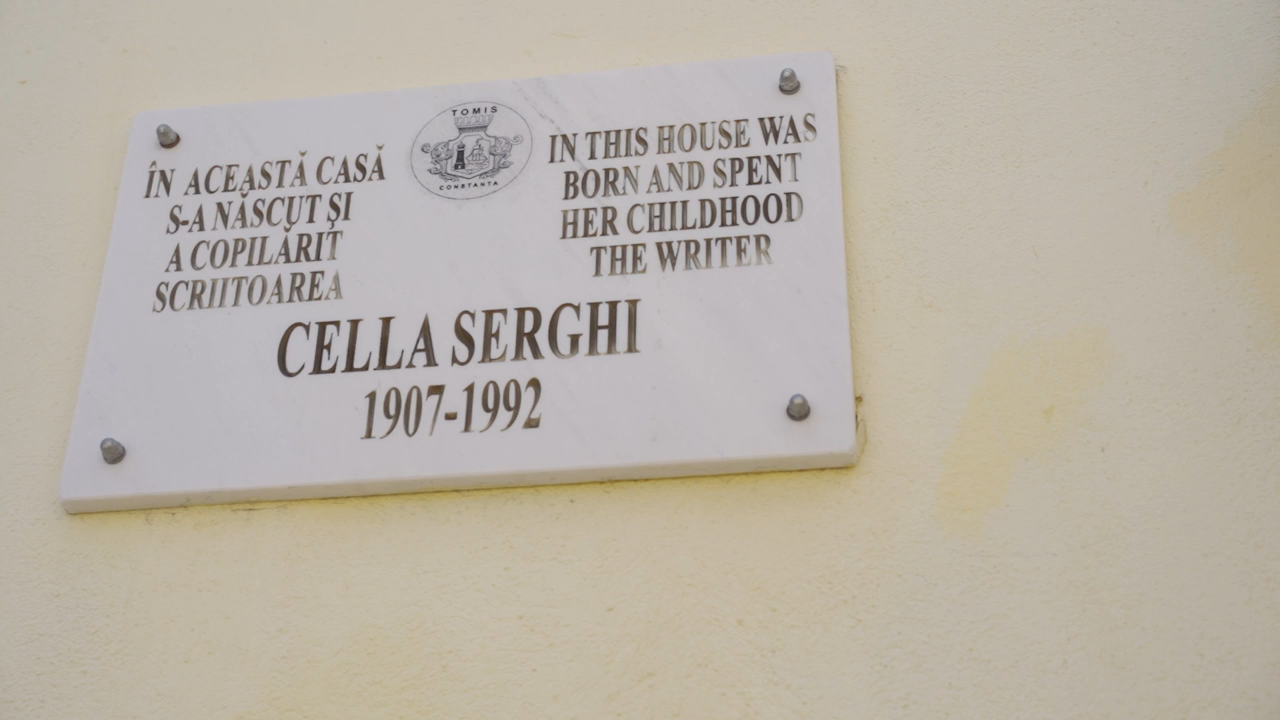 ÎN ACEASTĂ CASĂ
S-A NĂSCUT ŞI
A COPILĂRIT
SCRIITOAREA
TOMIS
CONSTANTA
IN THIS HOUSE WAS
BORN AND SPENT
HER CHILDHOOD
THE WRITER
CELLA SERGHI
1907-1992